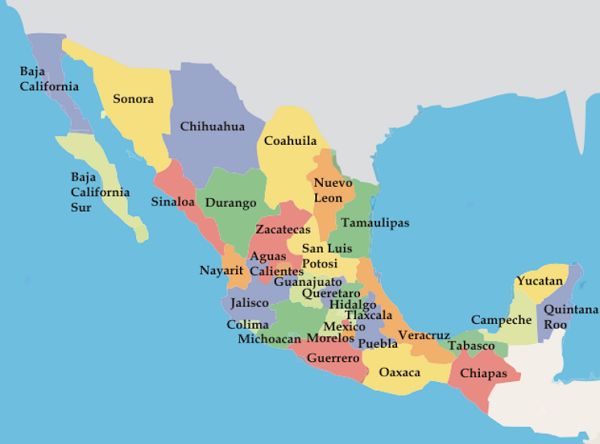 Baja
California
Sonora
Chihuahua
Coahuila
Baja
California
Sur
Sinaloa
Durango
Nuevo
Leon
Tamaulipas
Zacatecas
San Luis
Potosi
Nayarit
Aguas
Calientes
Guanajuato
Queretaro
Hidalgo
Jalisco
Tlaxcala
Colima
Mexico
Michoacan
Morelos
Puebla
Veracruz
Guerrero
Oaxaca
Yucatan
Campeche
Quintana
Roo
Tabasco
Chiapas